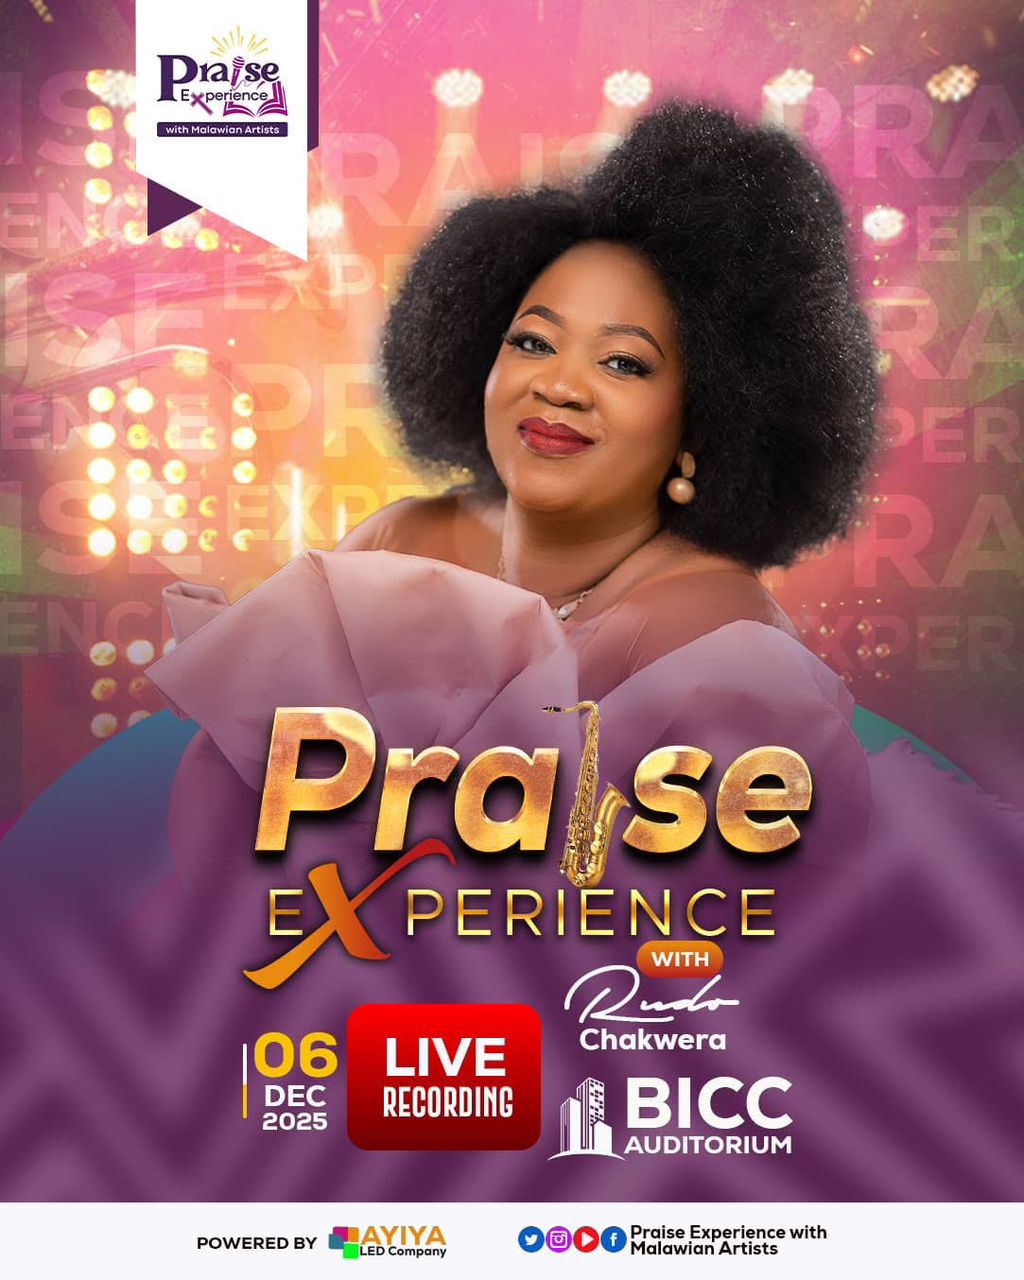 Praise
Experience
with Malawian Artists
Praise
EXPERIENCE
WITH
Rudo
Chakwera
06
DEC
2025
LIVE
RECORDING
BICC
AUDITORIUM
POWERED BY
AYIYA
LED Company
Praise Experience with
Malawian Artists